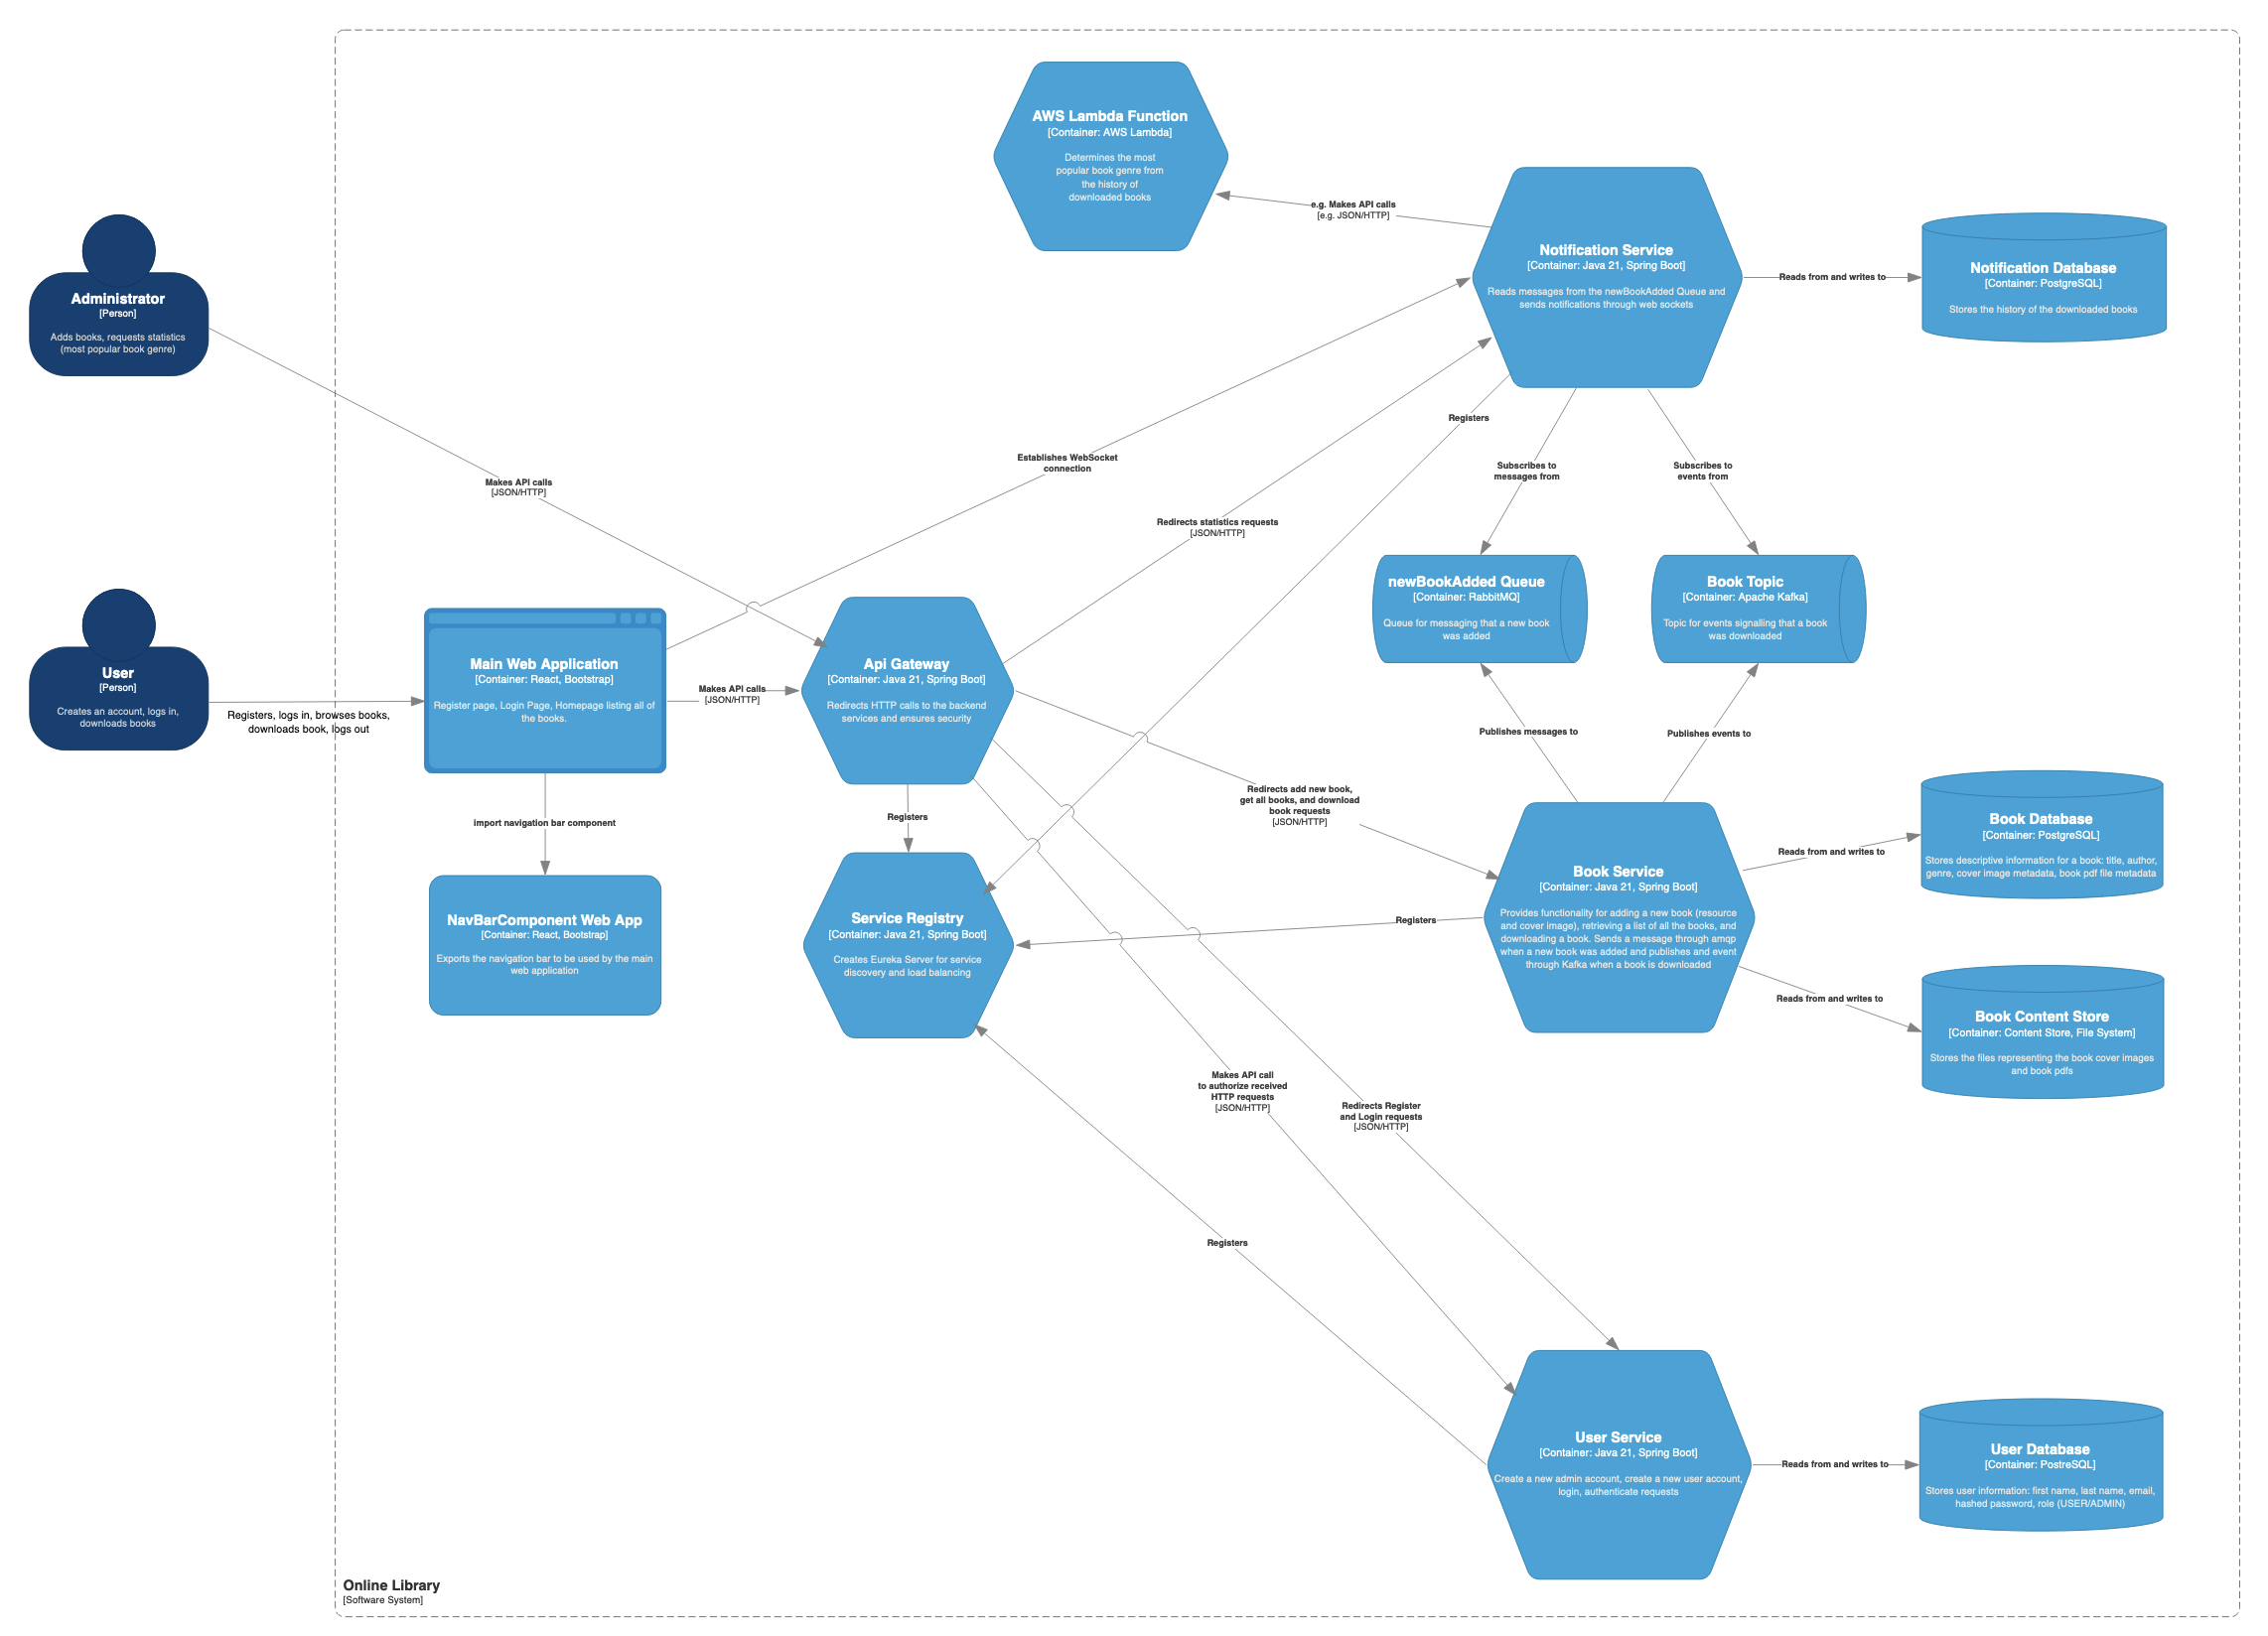 AWS Lambda Function
[Container: AWS Lambda]
Determines the most
popular book genre from
the history of
downloaded books
e.g. Makes API calls
[e.g. JSON/HTTP]
Notification Service
[Container: Java 21, Spring Boot]
Reads messages from the newBookAdded Queue and
sends notifications through web sockets
Reads from and writes to
Notification Database
[Container: PostgreSQL]
Stores the history of the downloaded books
Administrator
[Person]
Adds books, requests statistics
(most popular book genre)
Makes API calls
[JSON/HTTP]
Establishes WebSocket
connection
Registers
Redirects statistics requests
[JSON/HTTP]
Subscribes to
messages from
Subscribes to
events from
newBookAdded Queue
[Container: RabbitMQ]
Queue for messaging that a new book
was added
Book Topic
[Container: Apache Kafka]
Topic for events signalling that a book
was downloaded
User
[Person]
Creates an account, logs in,
downloads books
Registers, logs in, browses books,
downloads book, logs out
Main Web Application
[Container: React, Bootstrap]
Register page, Login Page, Homepage listing all of
the books.
Makes API calls
[JSON/HTTP]
Api Gateway
[Container: Java 21, Spring Boot]
Redirects HTTP calls to the backend
services and ensures security
Publishes messages to
Publishes events to
import navigation bar component
Registers
Redirects add new book,
get all books, and download
book requests
[JSON/HTTP]
NavBarComponent Web App
[Container: React, Bootstrap]
Exports the navigation bar to be used by the main
web application
Service Registry
[Container: Java 21, Spring Boot]
Creates Eureka Server for service
discovery and load balancing
Registers
Book Service
[Container: Java 21, Spring Boot]
Provides functionality for adding a new book (resource
and cover image), retrieving a list of all the books, and
downloading a book. Sends a message through amqp
when a new book was added and publishes and event
through Kafka when a book is downloaded
Reads from and writes to
Book Database
[Container: PostgreSQL]
Stores descriptive information for a book: title, author,
genre, cover image metadata, book pdf file metadata
Reads from and writes to
Book Content Store
[Container: Content Store, File System]
Stores the files representing the book cover images
and book pdfs
Makes API call
to authorize received
HTTP requests
[JSON/HTTP]
Redirects Register
and Login requests
[JSON/HTTP]
Registers
User Service
[Container: Java 21, Spring Boot]
Create a new admin account, create a new user account,
login, authenticate requests
Reads from and writes to
User Database
[Container: PostreSQL]
Stores user information: first name, last name, email,
hashed password, role (USER/ADMIN)
Online Library
[Software System]